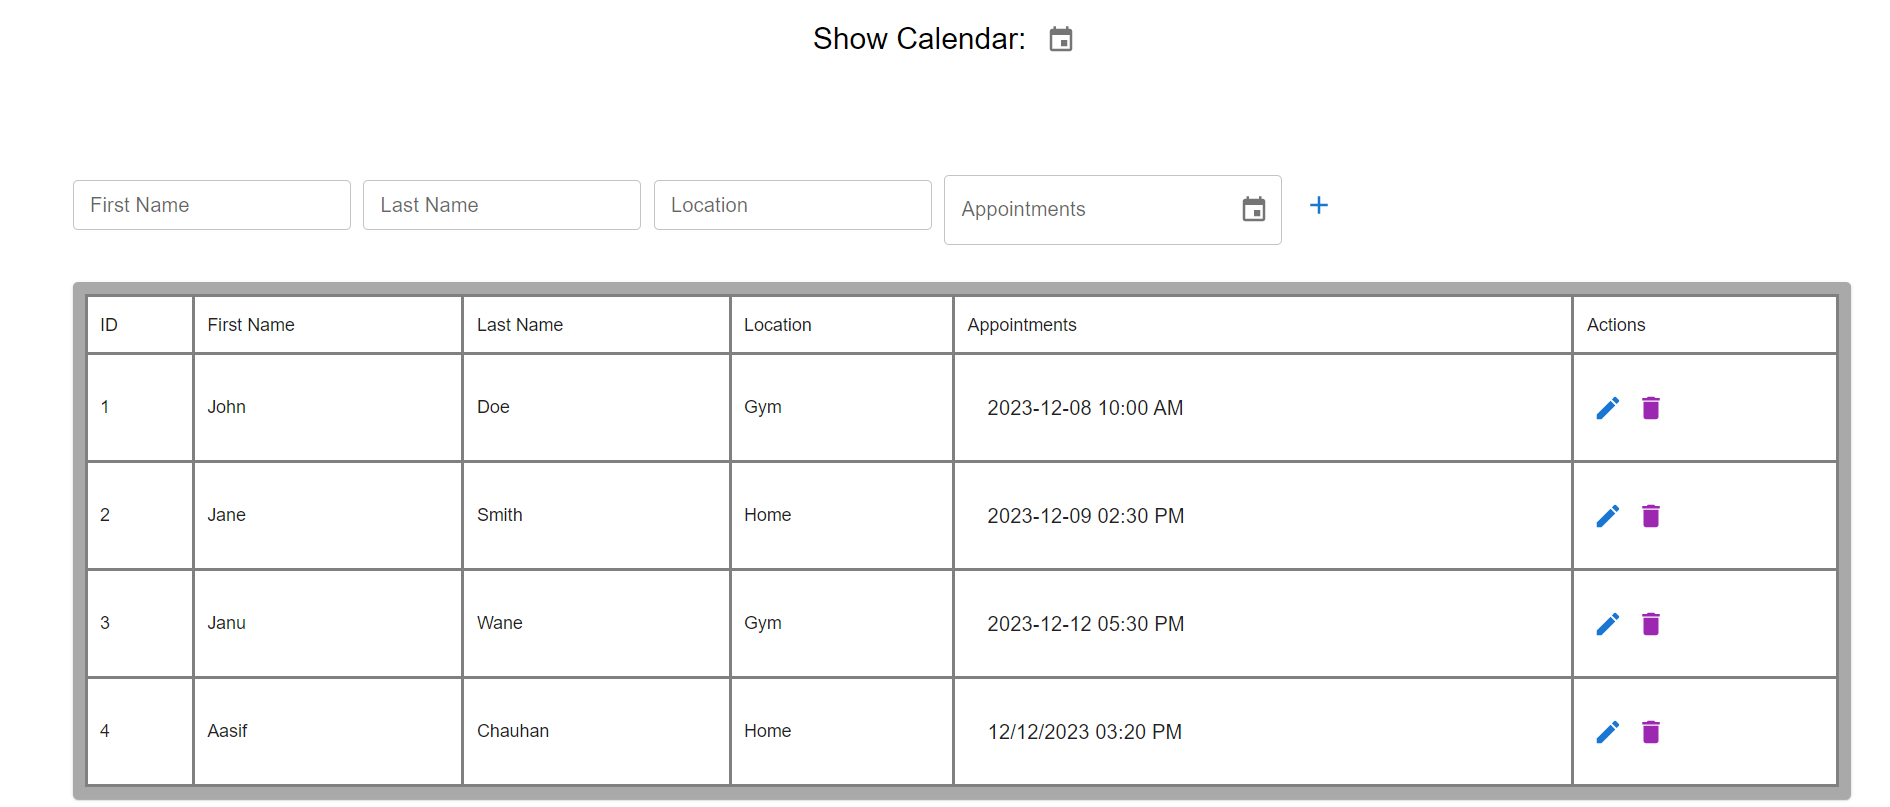 Show Calendar:
First Name Last Name Location Appointments
ID First Name Last Name Location Appointments Actions
1 John Doe Gym 2023-12-08 10:00 AM
2 Jane Smith Home 2023-12-09 02:30 PM
3 Janu Wane Gym 2023-12-12 05:30 PM
4 Aasif Chauhan Home 12/12/2023 03:20 PM